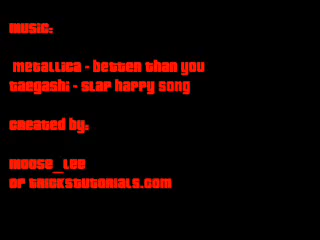 music:
metallica - better than you
taegashi - slap happy song
created by:
moose_lee
of trickstutorials.com